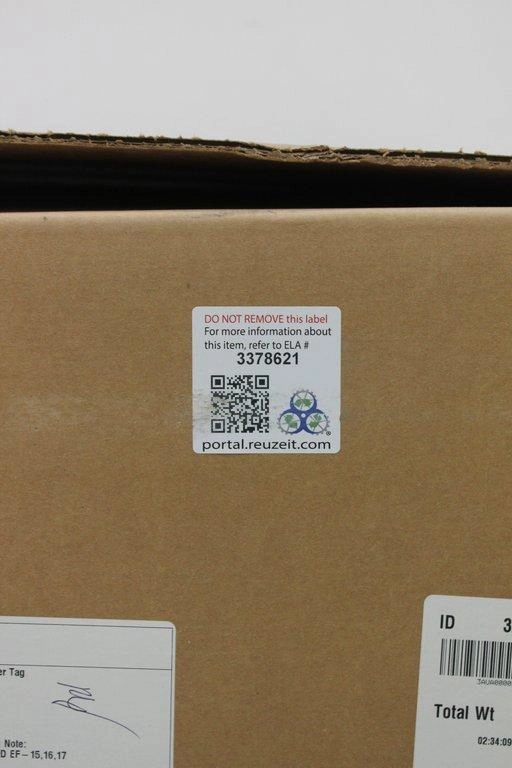 DO NOT REMOVE this label
For more information about
this item, refer to ELA #
3378621
portal.reuzeit.com
er Tag
Note:
D EF-15,16,17
ID 3
Total Wt
02:34:09